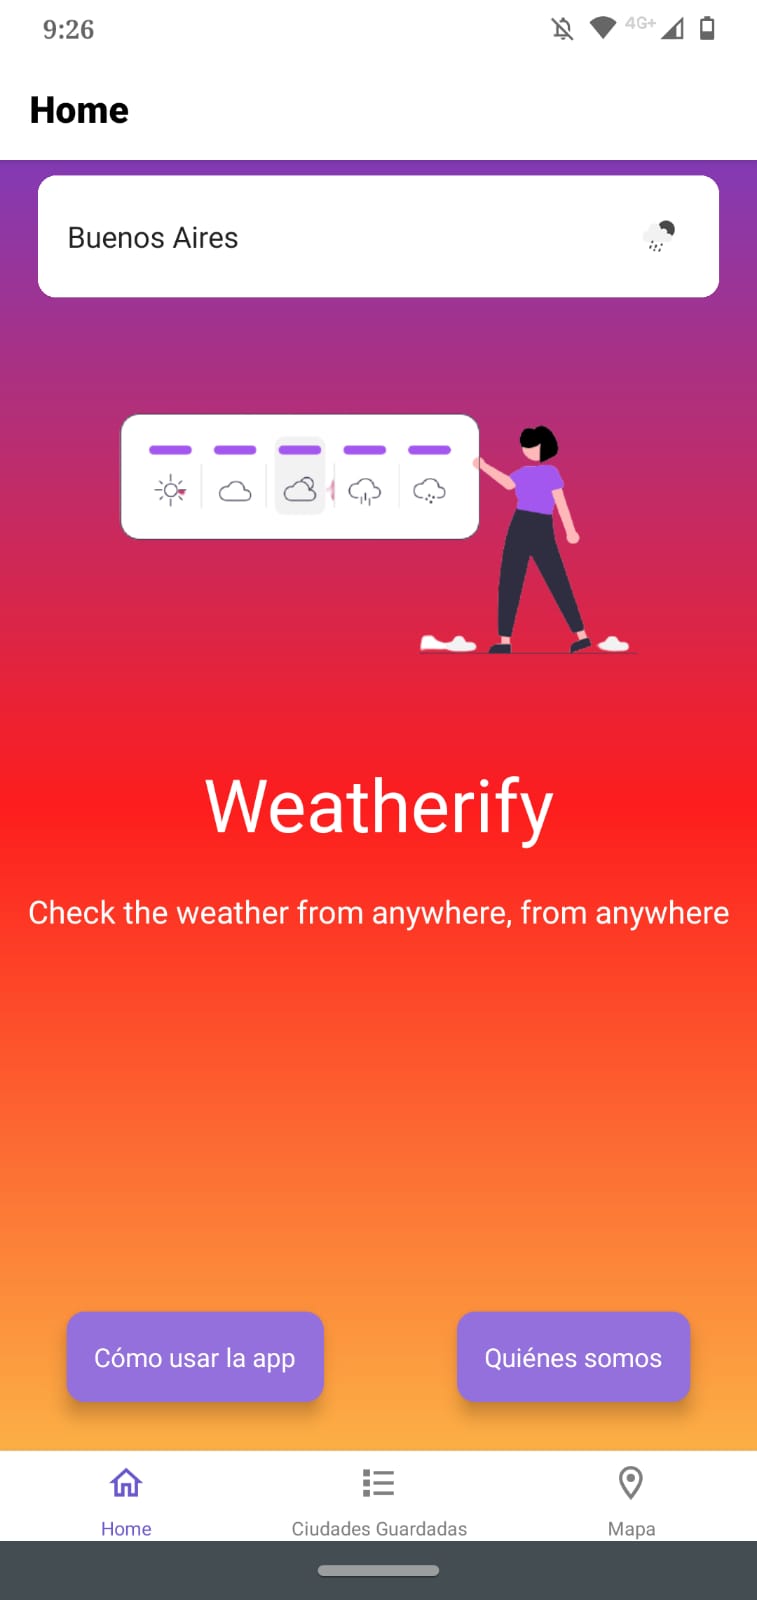 9:26
4G+
Home
Buenos Aires
Weatherify
Check the weather from anywhere, from anywhere
Cómo usar la app
Quiénes somos
Home
Ciudades Guardadas
Mapa